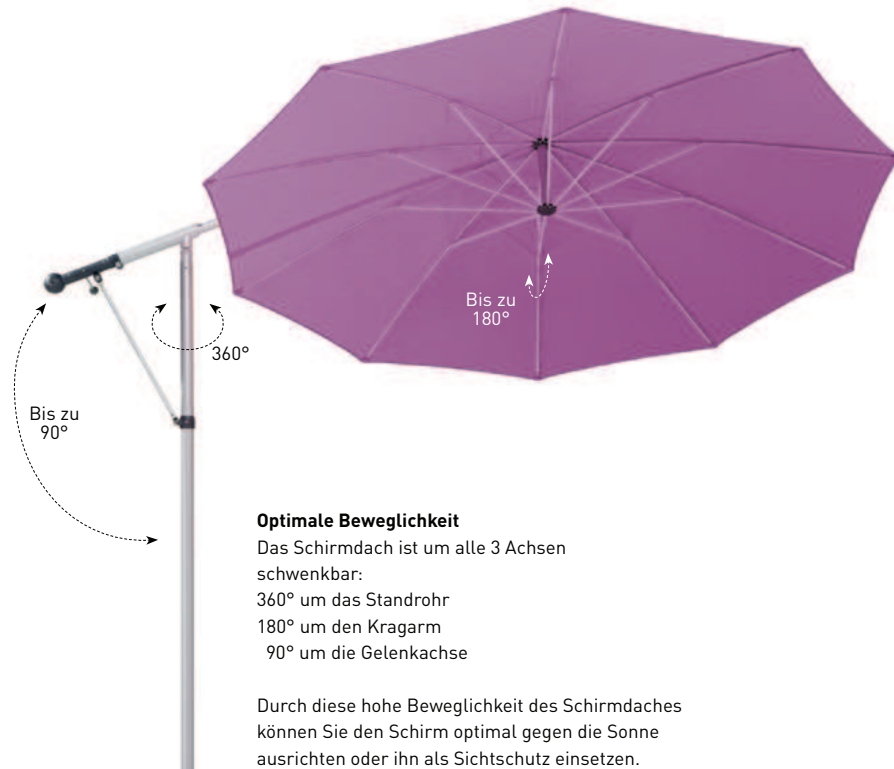 Bis zu
180°
360°
Bis zu
90°
Optimale Beweglichkeit
Das Schirmdach ist um alle 3 Achsen
schwenkbar:
360° um das Standrohr
180° um den Kragarm
90° um die Gelenkachse
Durch diese hohe Beweglichkeit des Schirmdaches
können Sie den Schirm optimal gegen die Sonne
ausrichten oder ihn als Sichtschutz einsetzen.